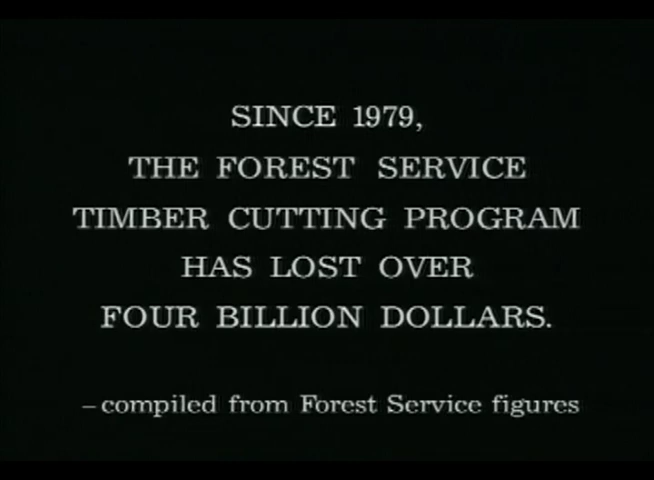 SINCE 1979,
THE FOREST SERVICE
TIMBER CUTTING PROGRAM
HAS LOST OVER
FOUR BILLION DOLLARS.
– compiled from Forest Service figures